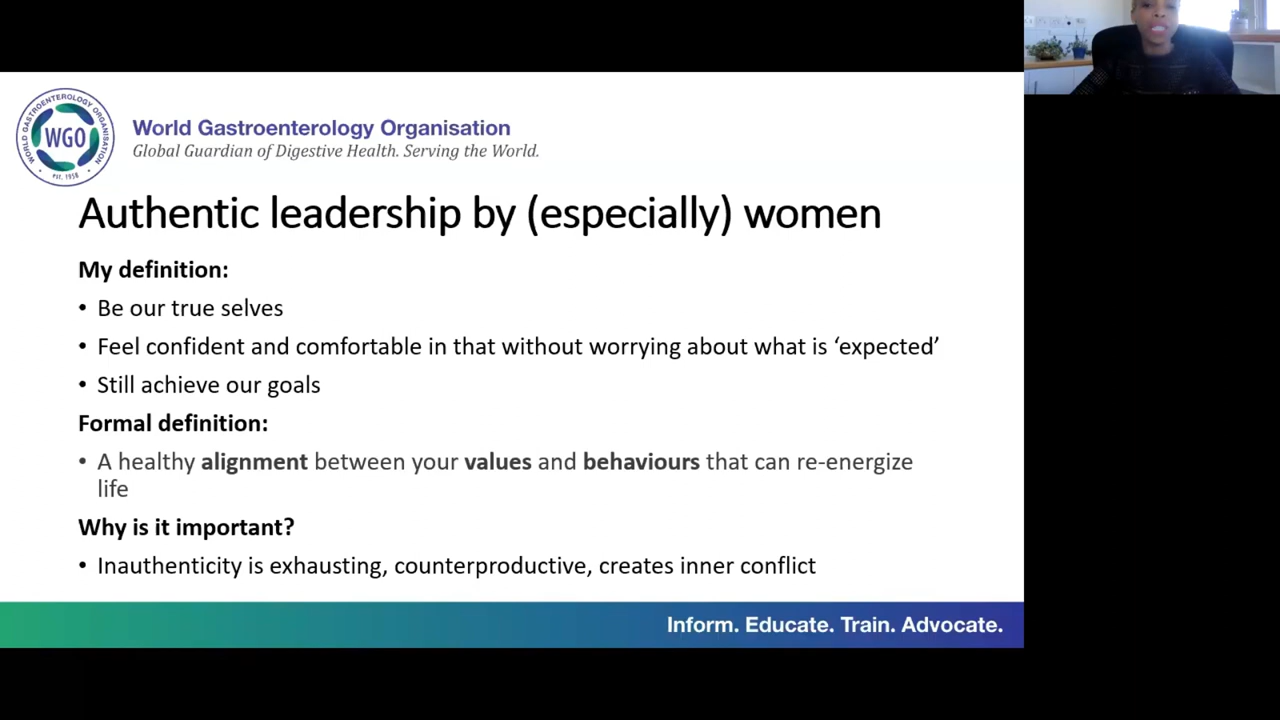 WORLD GASTROENTEROLOGY ORGANISATION
WGO
est. 1958
World Gastroenterology Organisation
Global Guardian of Digestive Health. Serving the World.
Authentic leadership by (especially) women
My definition:
• Be our true selves
• Feel confident and comfortable in that without worrying about what is ‘expected’
• Still achieve our goals
Formal definition:
• A healthy alignment between your values and behaviours that can re-energize
life
Why is it important?
• Inauthenticity is exhausting, counterproductive, creates inner conflict
Inform. Educate. Train. Advocate.